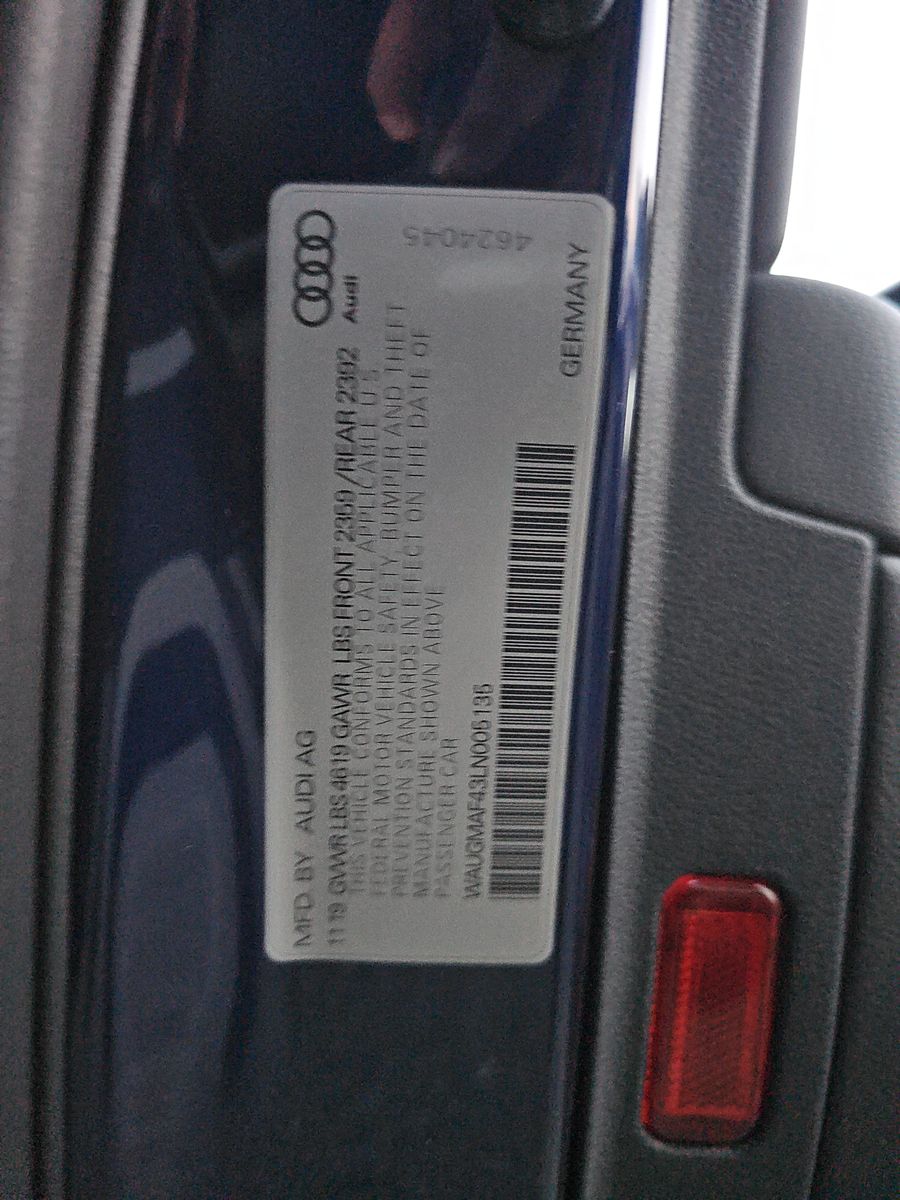 Audi
4624045
MFD BY AUDI AG
11 19 GVWR LBS 4619 GAWR LBS FRONT 2359 /REAR 2392
THIS VEHICLE CONFORMS TO ALL APPLICABLE U.S.
FEDERAL MOTOR VEHICLE SAFETY, BUMPER AND THEFT
PREVENTION STANDARDS IN EFFECT ON THE DATE OF
MANUFACTURE SHOWN ABOVE
PASSENGER CAR
WAUGMAF43LN005135
GERMANY